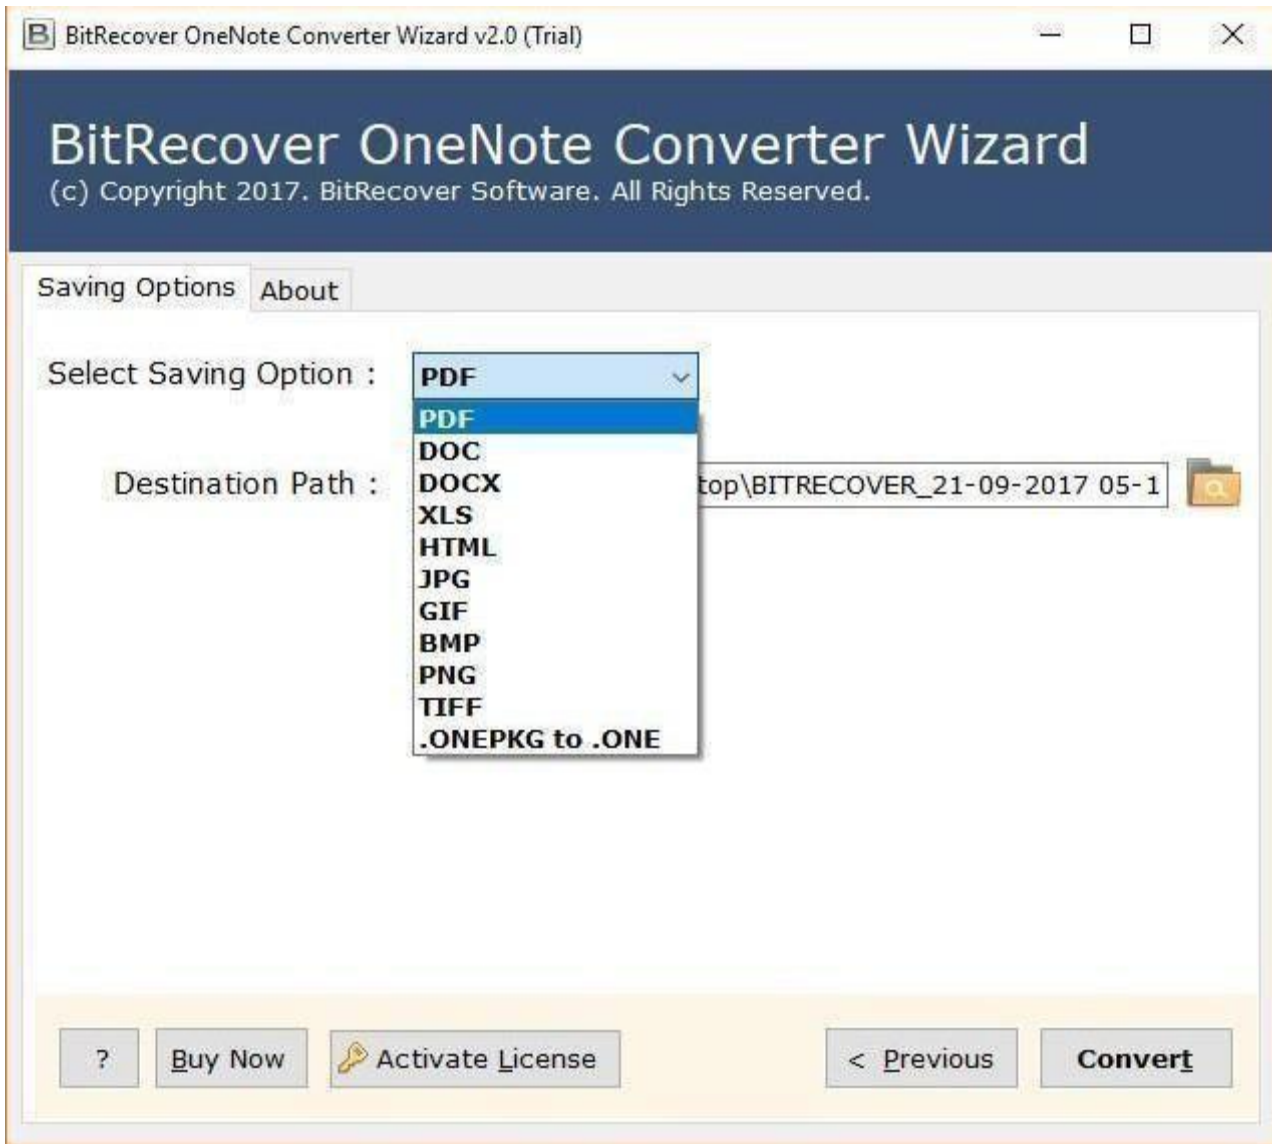 BitRecover OneNote Converter Wizard v2.0 (Trial)
BitRecover OneNote Converter Wizard
(c) Copyright 2017. BitRecover Software. All Rights Reserved.
Saving Options About
Select Saving Option : PDF
PDF
DOC
Destination Path : DOCX top\BITRECOVER_21-09-2017 05-1
XLS
HTML
JPG
GIF
BMP
PNG
TIFF
.ONEPKG to .ONE
? Buy Now Activate License < Previous Convert